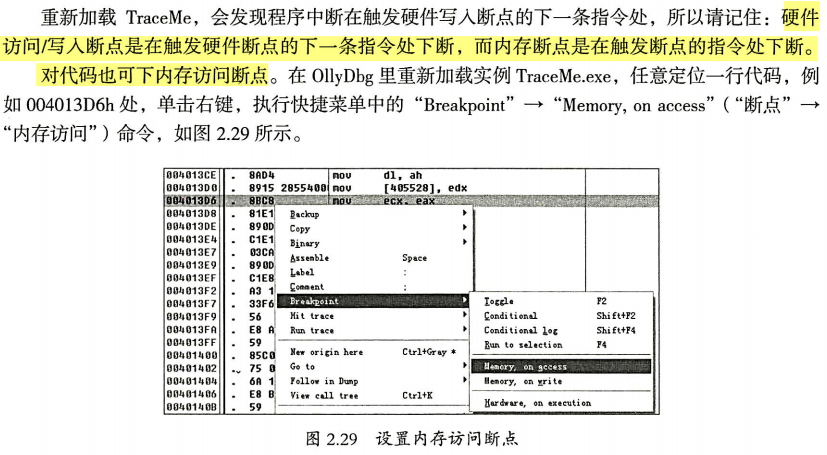 重新加载 TraceMe，会发现程序中断在触发硬件写入断点的下一条指令处，所以请记住：硬件
访问/写入断点是在触发硬件断点的下一条指令处下断，而内存断点是在触发断点的指令处下断。
对代码也可下内存访问断点。在 OllyDbg 里重新加载实例 TraceMe.exe，任意定位一行代码，例
如 004013D6h 处，单击右键，执行快捷菜单中的“Breakpoint”→“Memory, on access”（“断点”→
“内存访问”）命令，如图 2.29 所示。
004013CE . 8AD4 mov dl, ah
004013D0 . 8915 28554000 mov [405528], edx
004013D6 . 8BC8 mov ecx, eax
004013D8 . 81E1
004013DE . 890D
004013E4 . C1E1
004013E7 . 03CA
004013E9 . 890D
004013EF . C1E8
004013F2 . A3 1
004013F7 . 33F6
004013F9 . 56
004013FA . E8 A
004013FF . 59
00401400 . 85C0
00401402 .⌄ 75 0
00401404 . 6A 1
00401406 . E8 B
0040140B . 59
Backup
Copy
Binary
Assemble Space
Label :
Comment ;
Breakpoint
Hit trace
Run trace
New origin here Ctrl+Gray *
Go to
Follow in Dump
View call tree Ctrl+K
Toggle F2
Conditional Shift+F2
Conditional log Shift+F4
Run to selection F4
Memory, on access
Memory, on write
Hardware, on execution
图 2.29 设置内存访问断点